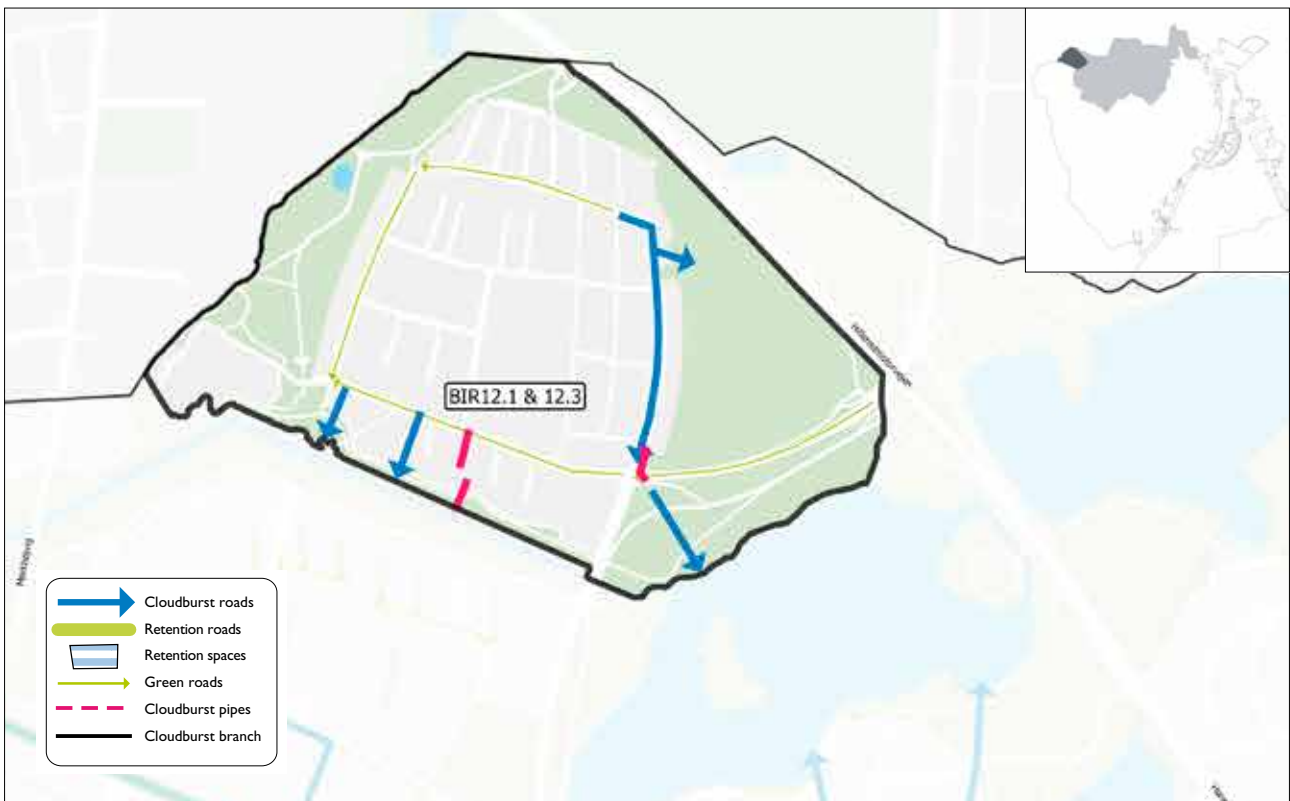 BIR12.1 & 12.3
Cloudburst roads
Retention roads
Retention spaces
Green roads
Cloudburst pipes
Cloudburst branch